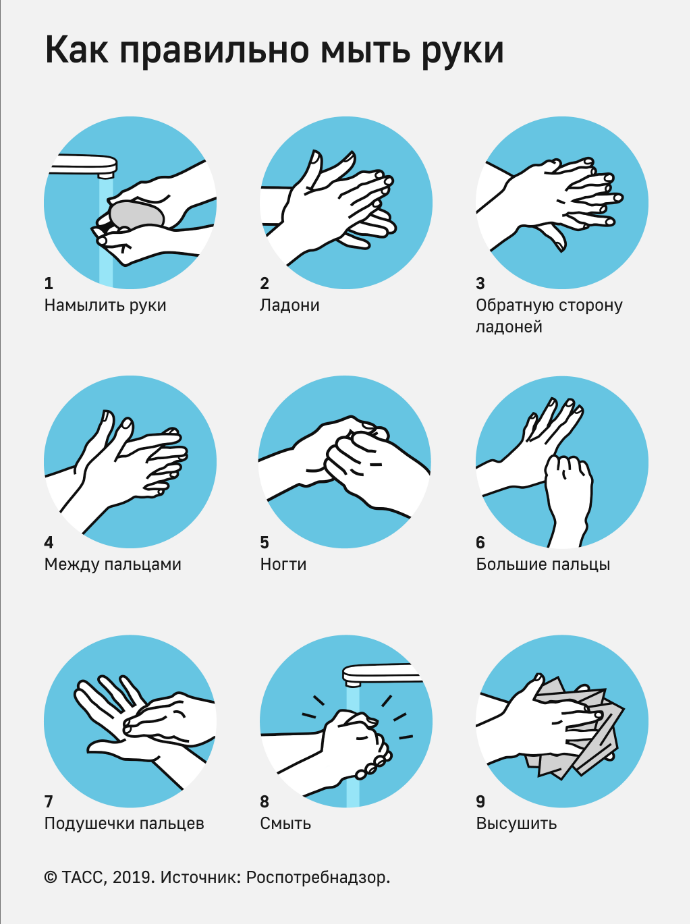 Как правильно мыть руки
1
Намылить руки
2
Ладони
3
Обратную сторону
ладоней
4
Между пальцами
5
Ногти
6
Большие пальцы
7
Подушечки пальцев
8
Смыть
9
Высушить
© ТАСС, 2019. Источник: Роспотребнадзор.